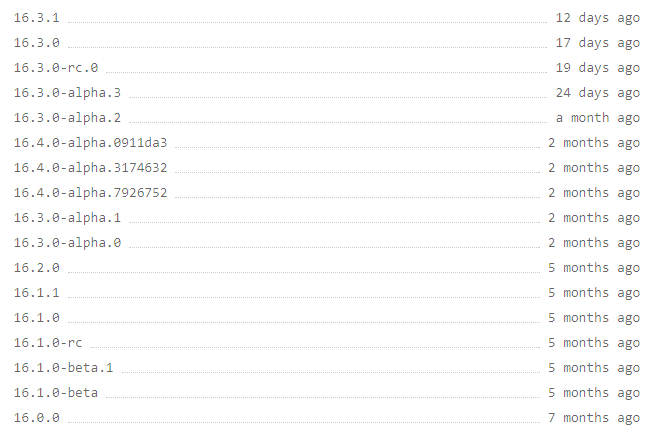 16.3.1 12 days ago
16.3.0 17 days ago
16.3.0-rc.0 19 days ago
16.3.0-alpha.3 24 days ago
16.3.0-alpha.2 a month ago
16.4.0-alpha.0911da3 2 months ago
16.4.0-alpha.3174632 2 months ago
16.4.0-alpha.7926752 2 months ago
16.3.0-alpha.1 2 months ago
16.3.0-alpha.0 2 months ago
16.2.0 5 months ago
16.1.1 5 months ago
16.1.0 5 months ago
16.1.0-rc 5 months ago
16.1.0-beta.1 5 months ago
16.1.0-beta 5 months ago
16.0.0 7 months ago